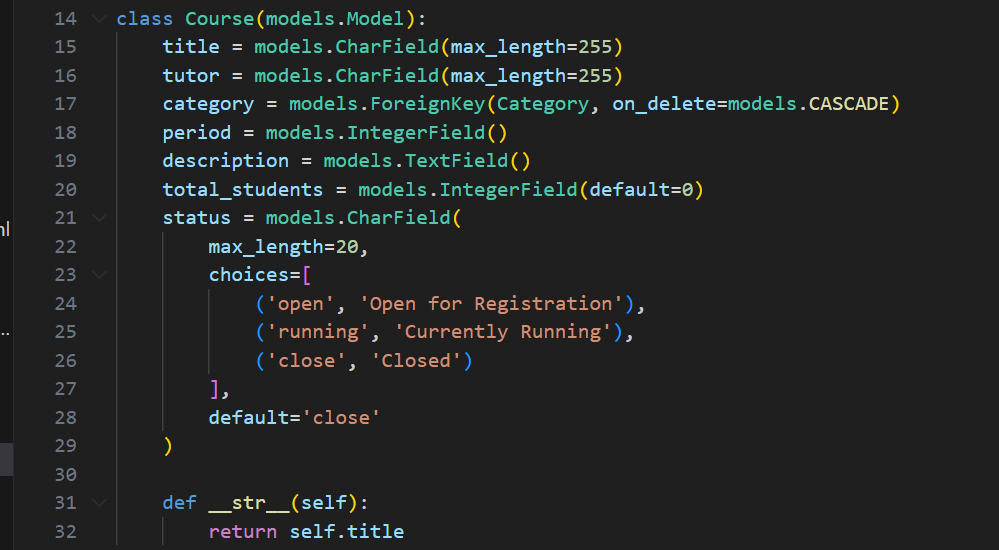 14 class Course(models.Model):
15     title = models.CharField(max_length=255)
16     tutor = models.CharField(max_length=255)
17     category = models.ForeignKey(Category, on_delete=models.CASCADE)
18     period = models.IntegerField()
19     description = models.TextField()
20     total_students = models.IntegerField(default=0)
21     status = models.CharField(
22         max_length=20,
23         choices=[
24             ('open', 'Open for Registration'),
25             ('running', 'Currently Running'),
26             ('close', 'Closed')
27         ],
28         default='close'
29     )
30
31     def __str__(self):
32         return self.title